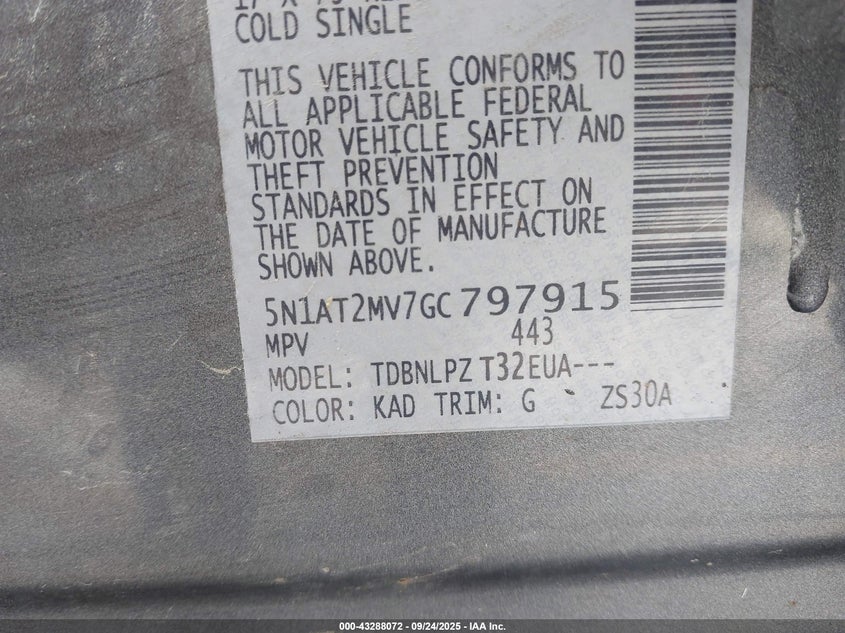 COLD SINGLE
THIS VEHICLE CONFORMS TO
ALL APPLICABLE FEDERAL
MOTOR VEHICLE SAFETY AND
THEFT PREVENTION
STANDARDS IN EFFECT ON
THE DATE OF MANUFACTURE
SHOWN ABOVE.
5N1AT2MV7GC 797915
MPV 443
MODEL: TDBNLPZ T32EUA---
COLOR: KAD TRIM: G ZS30A
000-43288072 - 09/24/2025 - IAA Inc.